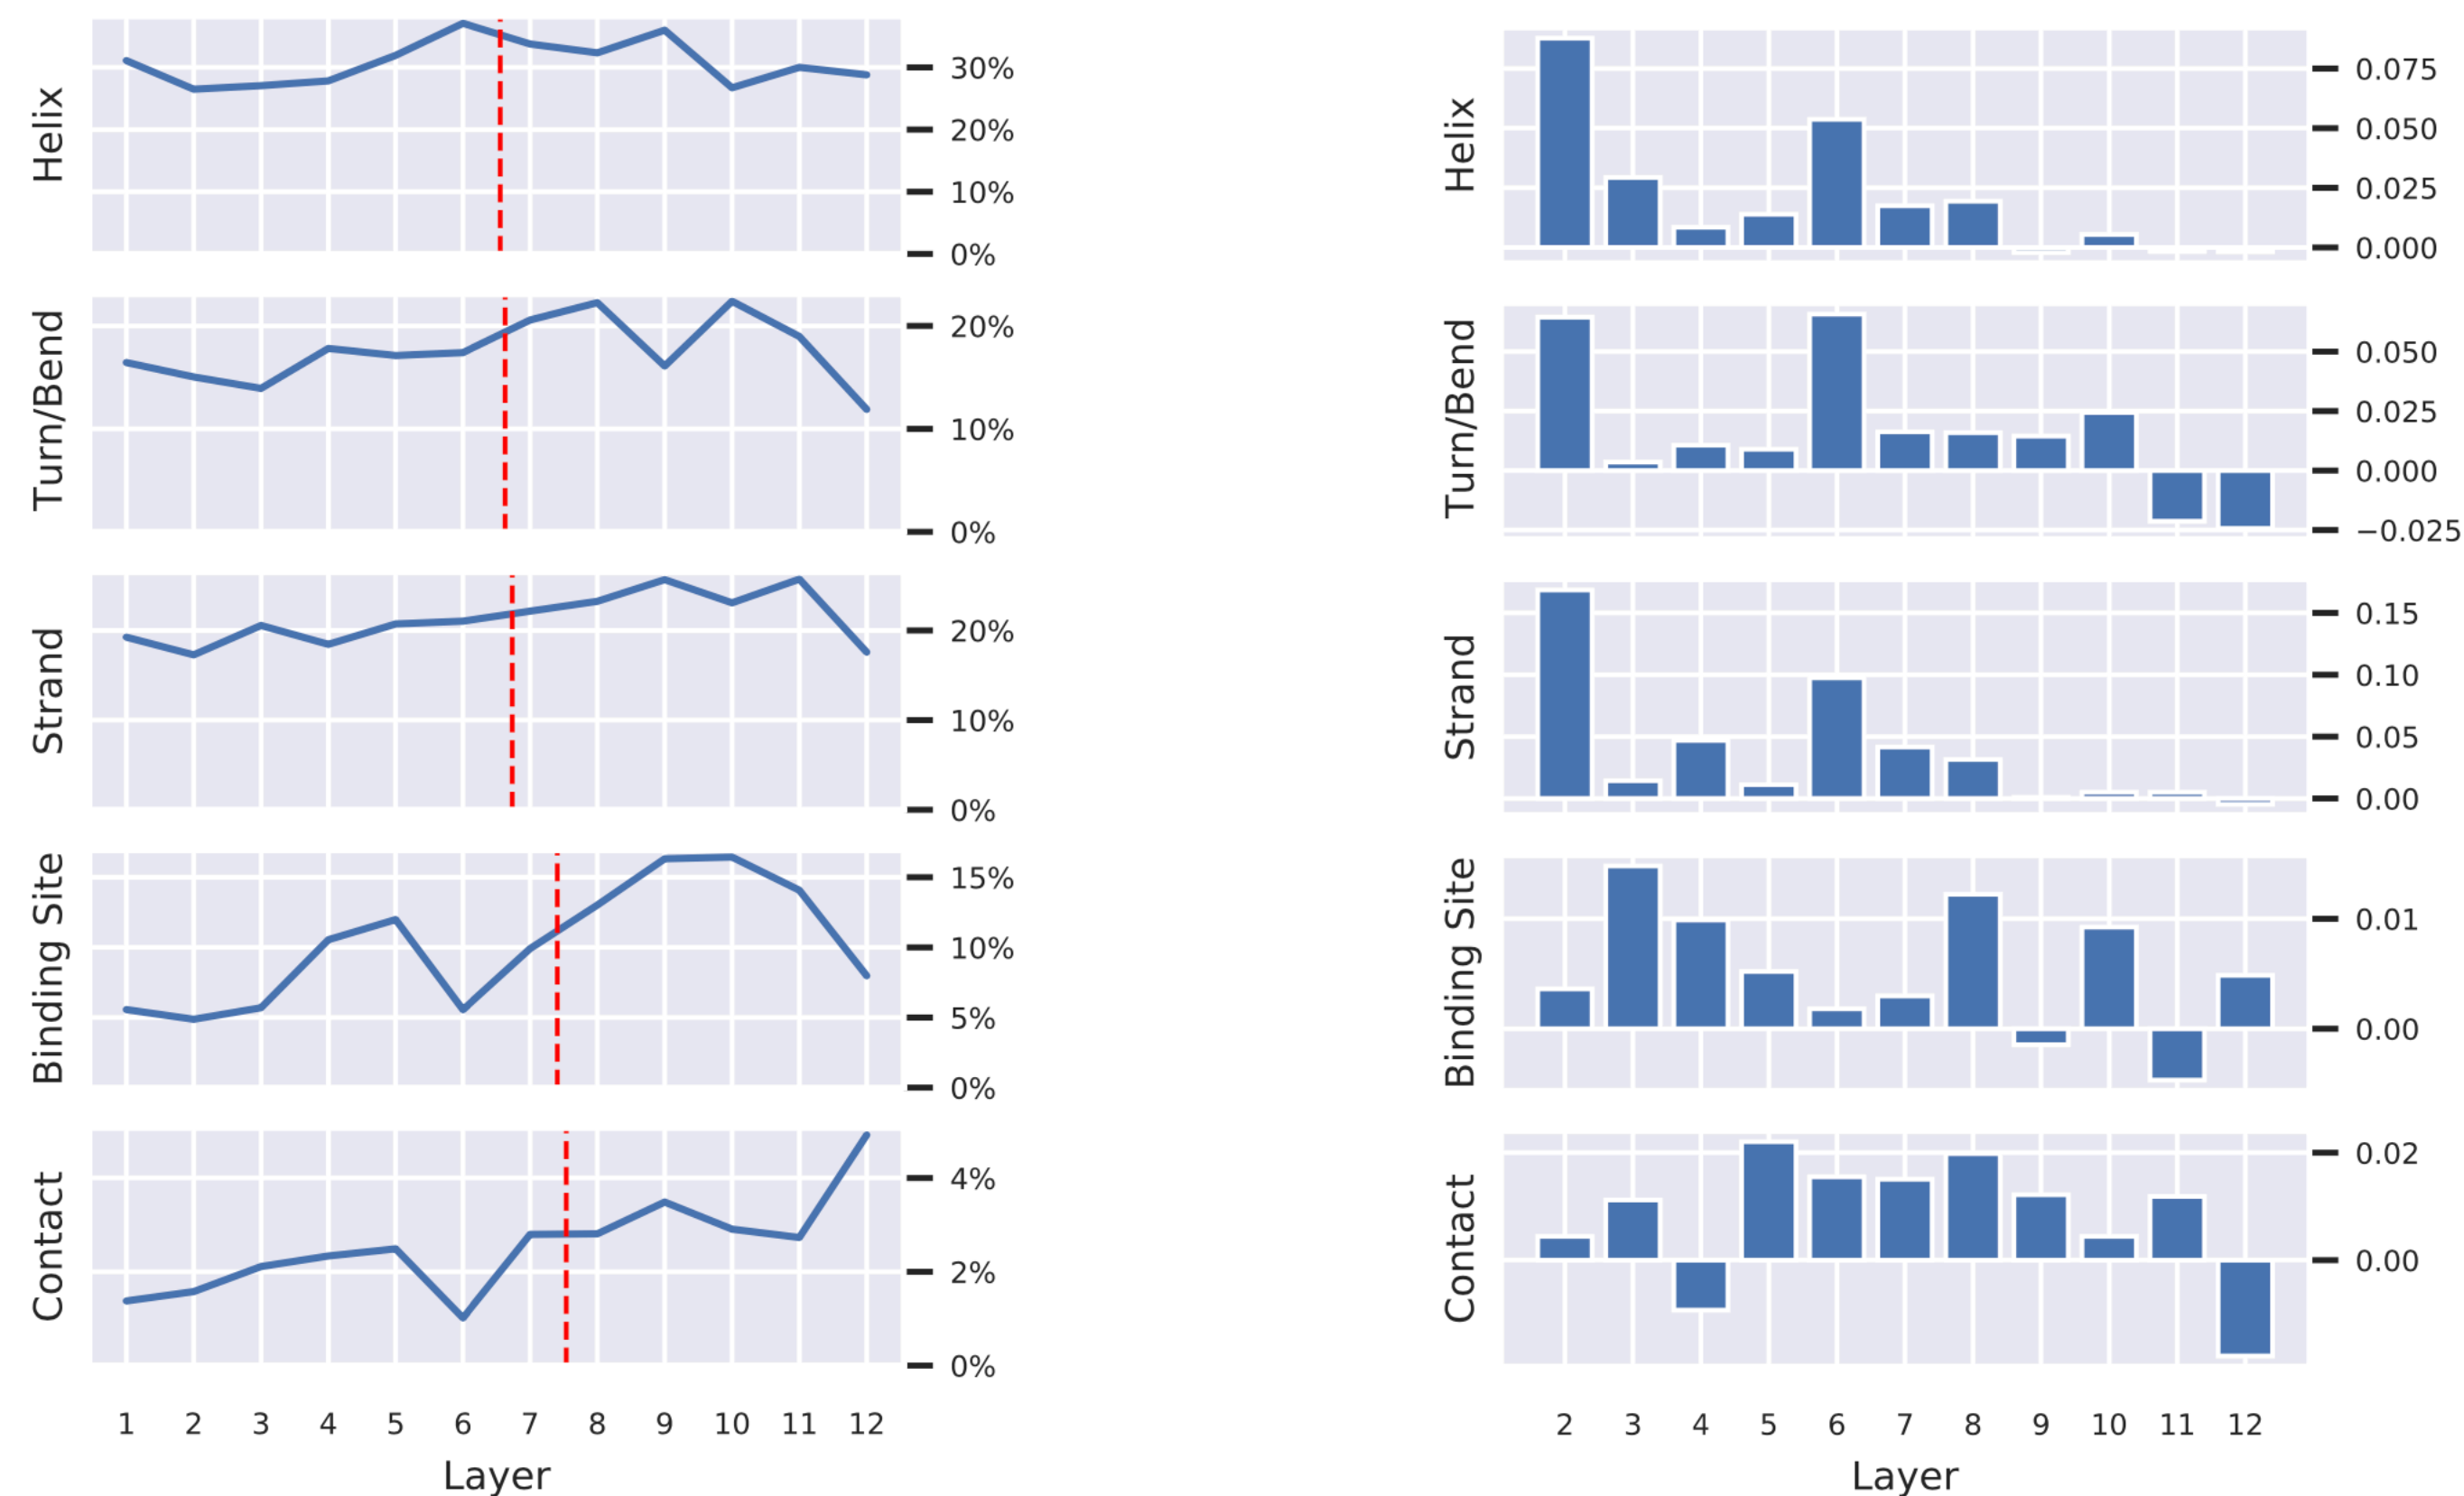 Helix
30%
20%
10%
0%
Turn/Bend
20%
10%
0%
Strand
20%
10%
0%
Binding Site
15%
10%
5%
0%
Contact
4%
2%
0%
1 2 3 4 5 6 7 8 9 10 11 12
Layer
Helix
0.075
0.050
0.025
0.000
Turn/Bend
0.050
0.025
0.000
−0.025
Strand
0.15
0.10
0.05
0.00
Binding Site
0.01
0.00
Contact
0.02
0.00
2 3 4 5 6 7 8 9 10 11 12
Layer